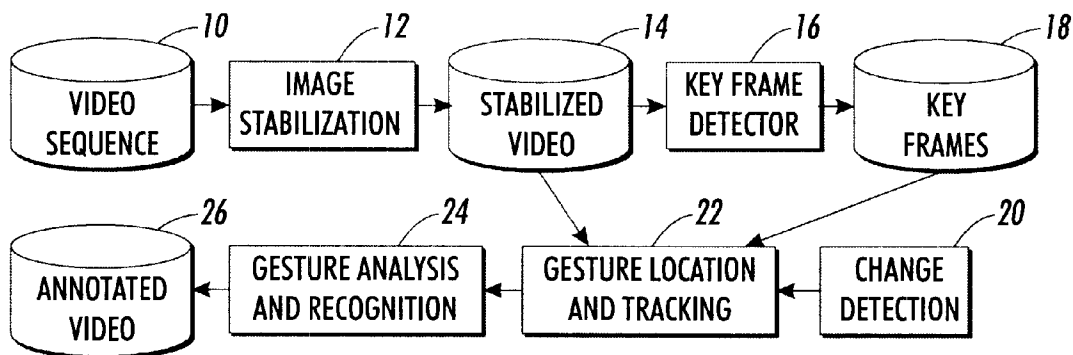 10
12
14
16
18
VIDEO
SEQUENCE
IMAGE
STABILIZATION
STABILIZED
VIDEO
KEY FRAME
DETECTOR
KEY
FRAMES
26
24
22
20
ANNOTATED
VIDEO
GESTURE ANALYSIS
AND RECOGNITION
GESTURE LOCATION
AND TRACKING
CHANGE
DETECTION